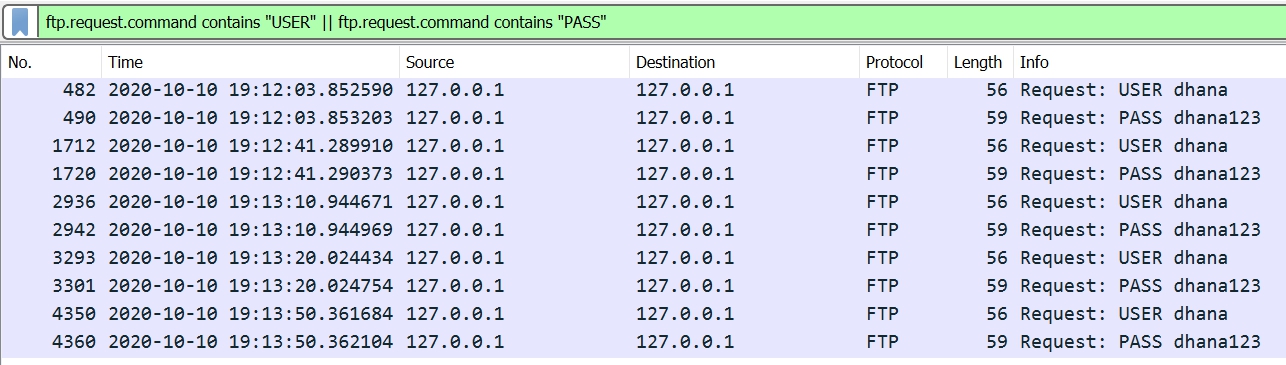 ftp.request.command contains "USER" || ftp.request.command contains "PASS"
No. Time Source Destination Protocol Length Info
482 2020-10-10 19:12:03.852590 127.0.0.1 127.0.0.1 FTP 56 Request: USER dhana
490 2020-10-10 19:12:03.853203 127.0.0.1 127.0.0.1 FTP 59 Request: PASS dhana123
1712 2020-10-10 19:12:41.289910 127.0.0.1 127.0.0.1 FTP 56 Request: USER dhana
1720 2020-10-10 19:12:41.290373 127.0.0.1 127.0.0.1 FTP 59 Request: PASS dhana123
2936 2020-10-10 19:13:10.944671 127.0.0.1 127.0.0.1 FTP 56 Request: USER dhana
2942 2020-10-10 19:13:10.944969 127.0.0.1 127.0.0.1 FTP 59 Request: PASS dhana123
3293 2020-10-10 19:13:20.024434 127.0.0.1 127.0.0.1 FTP 56 Request: USER dhana
3301 2020-10-10 19:13:20.024754 127.0.0.1 127.0.0.1 FTP 59 Request: PASS dhana123
4350 2020-10-10 19:13:50.361684 127.0.0.1 127.0.0.1 FTP 56 Request: USER dhana
4360 2020-10-10 19:13:50.362104 127.0.0.1 127.0.0.1 FTP 59 Request: PASS dhana123